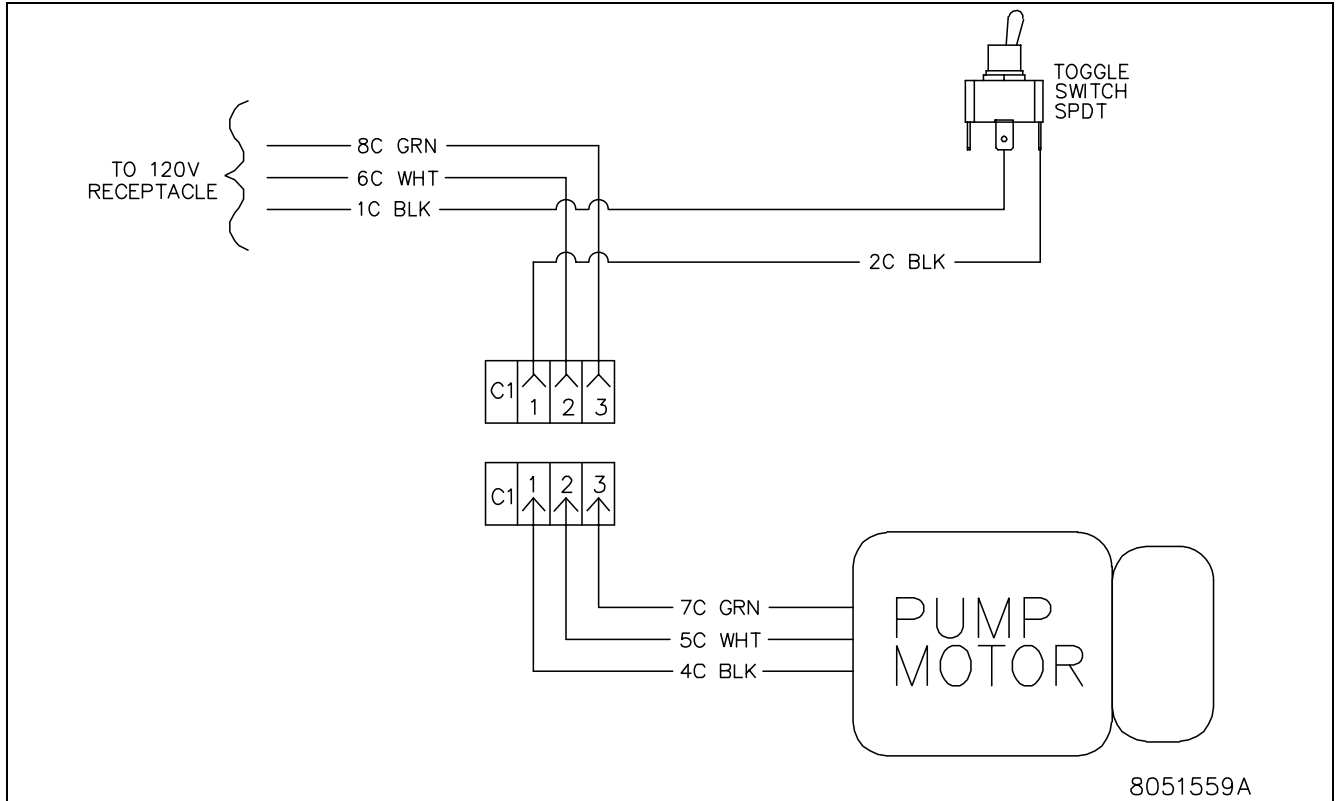 TOGGLE
SWITCH
SPDT
TO 120V
RECEPTACLE
8C GRN
6C WHT
1C BLK
2C BLK
C1 1 2 3
C1 1 2 3
7C GRN
5C WHT
4C BLK
PUMP
MOTOR
8051559A